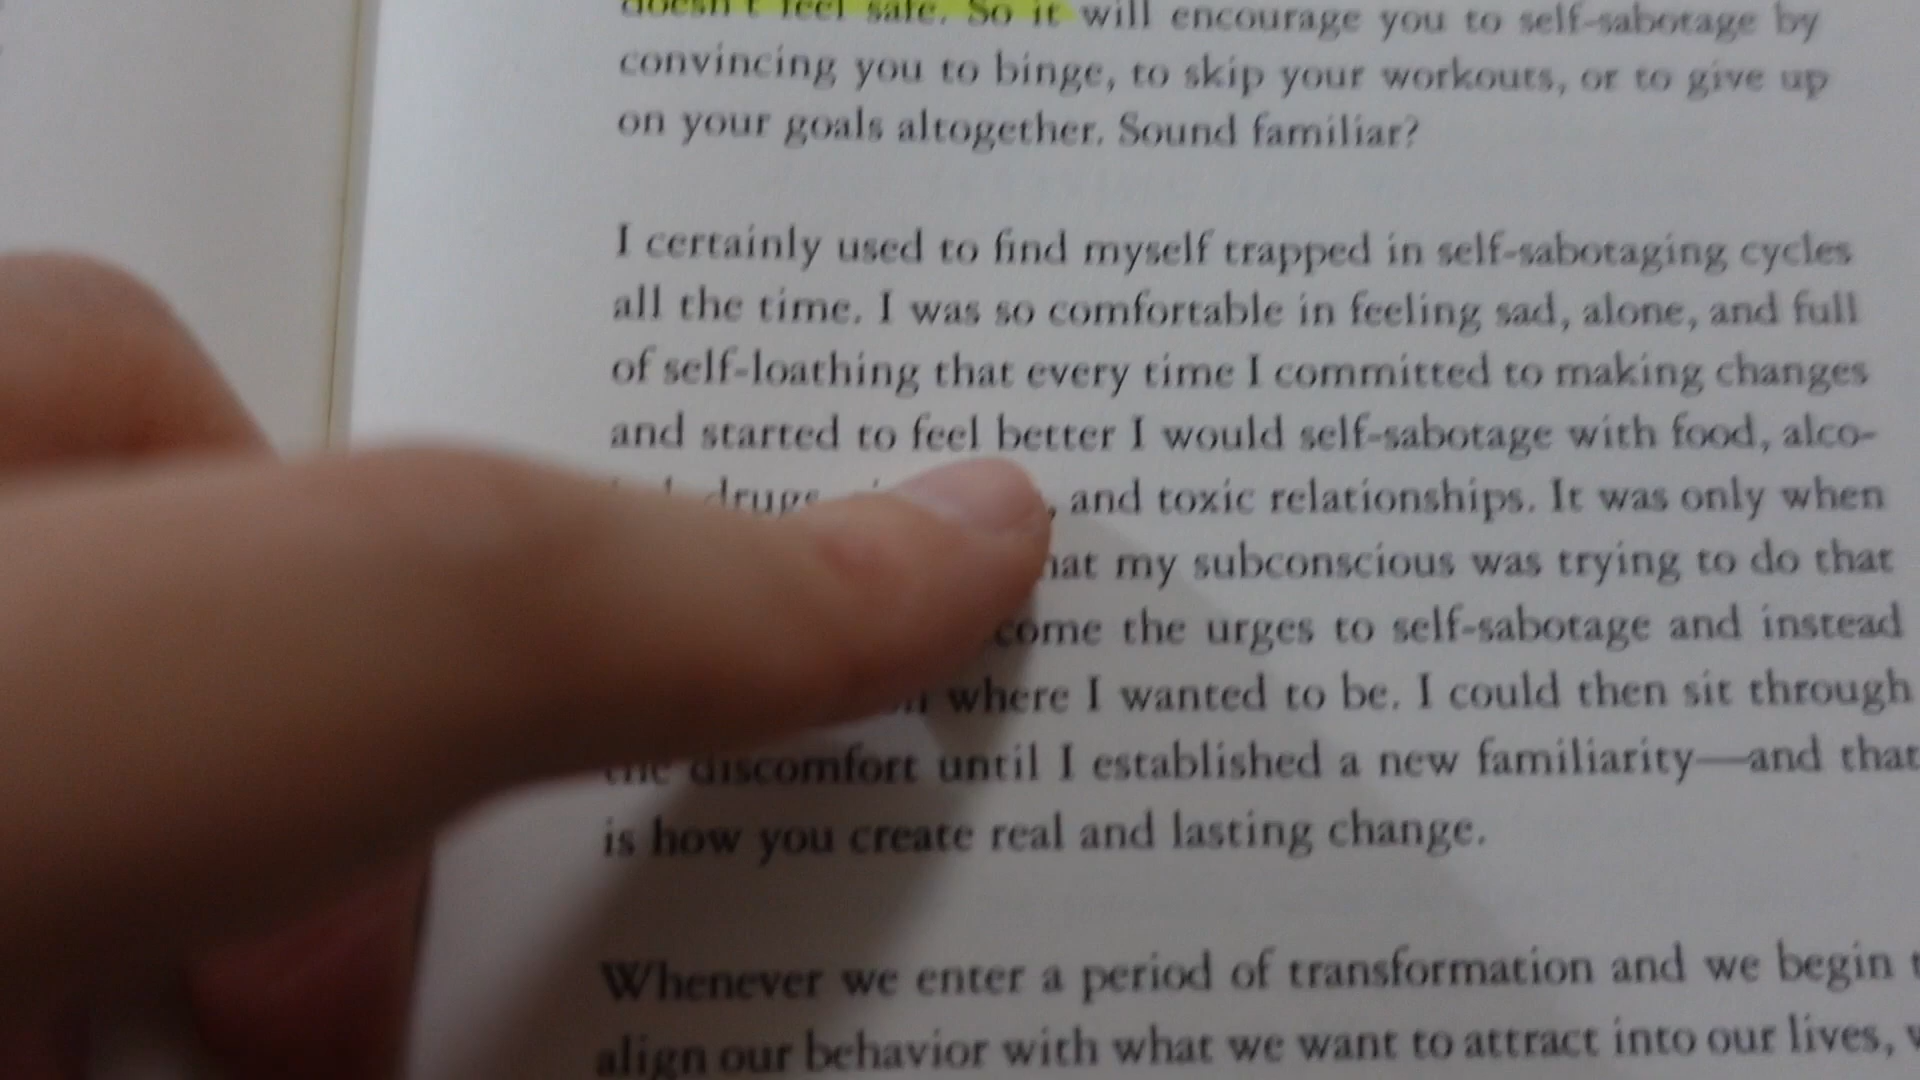 doesn't feel safe. So it will encourage you to self-sabotage by
convincing you to binge, to skip your workouts, or to give up
on your goals altogether. Sound familiar?
I certainly used to find myself trapped in self-sabotaging cycles
all the time. I was so comfortable in feeling sad, alone, and full
of self-loathing that every time I committed to making changes
and started to feel better I would self-sabotage with food, alco-
drugs, and toxic relationships. It was only when
my subconscious was trying to do that
the urges to self-sabotage and instead
where I wanted to be. I could then sit through
the discomfort until I established a new familiarity—and that
is how you create real and lasting change.
Whenever we enter a period of transformation and we begin
align our behavior with what we want to attract into our lives,